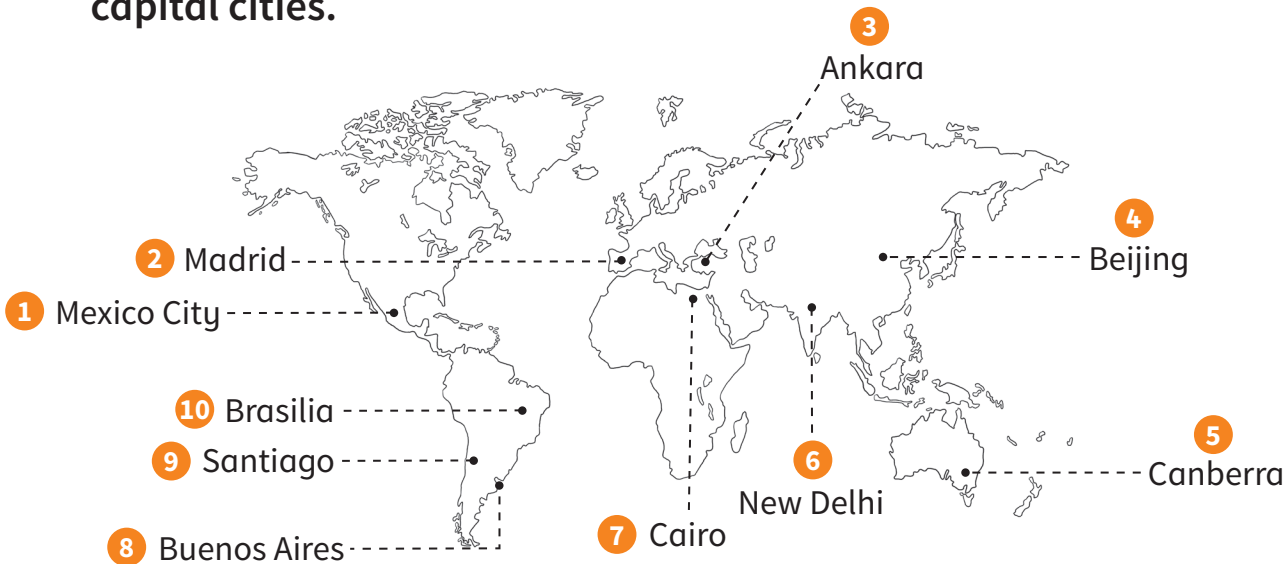 capital cities.
3
Ankara
4
Beijing
2 Madrid
1 Mexico City
10 Brasilia
9 Santiago
5
Canberra
6
New Delhi
7 Cairo
8 Buenos Aires